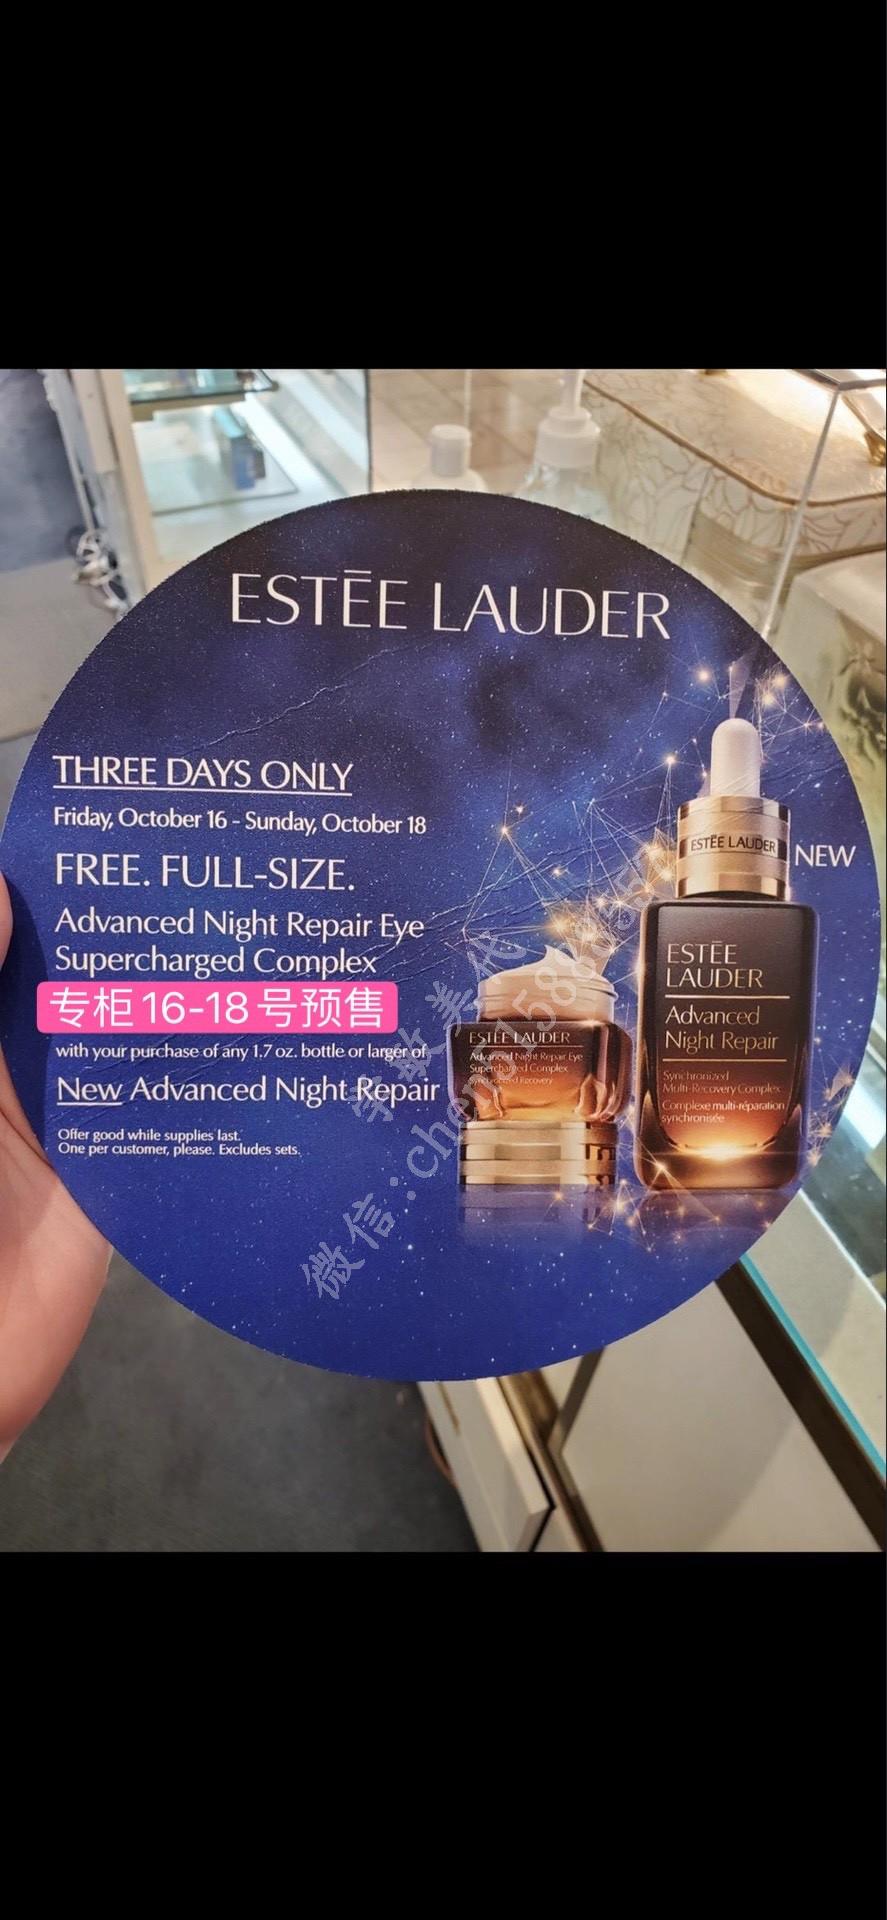 ESTĒE LAUDER
THREE DAYS ONLY
Friday, October 16 - Sunday, October 18
FREE. FULL-SIZE.
Advanced Night Repair Eye
Supercharged Complex
专柜16-18号预售
with your purchase of any 1.7 oz. bottle or larger of
New Advanced Night Repair
Offer good while supplies last.
One per customer, please. Excludes sets.
ESTĒE LAUDER
Advanced Night Repair Eye
Supercharged Complex
Synchronized Recovery
ESTĒE LAUDER
NEW
ESTĒE
LAUDER
Advanced
Night Repair
Synchronized
Multi-Recovery Complex
Complexe multi-réparation
synchronisée
微信:
美代